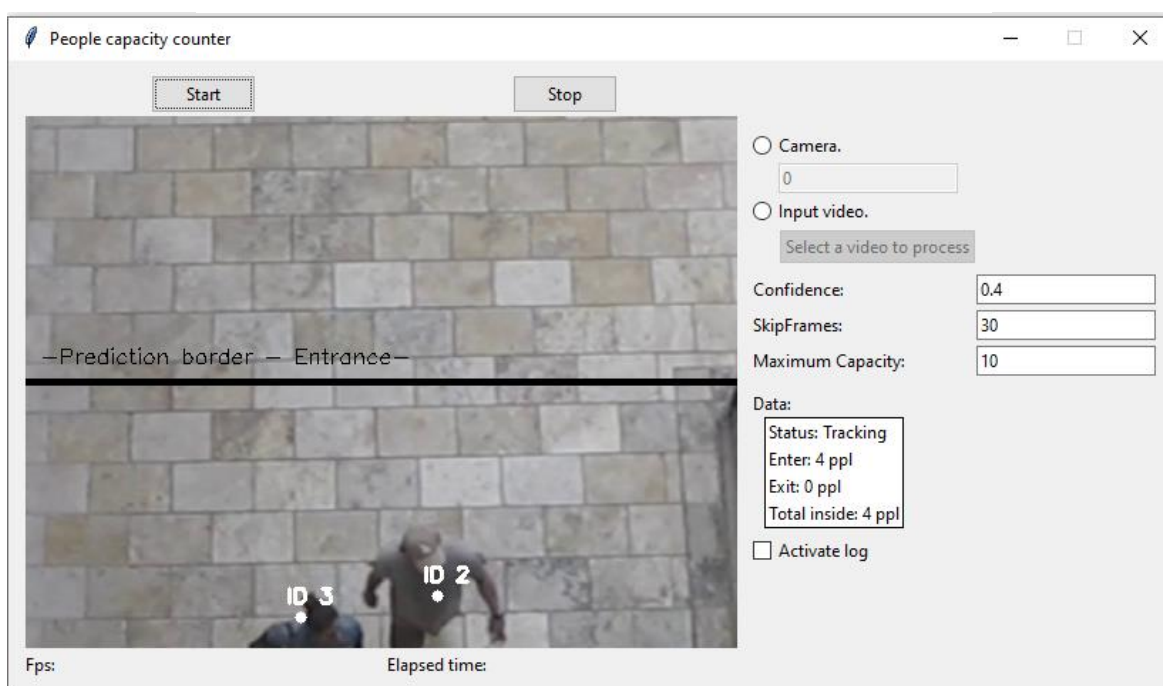 People capacity counter
Start
Stop
Camera.
0
Input video.
Select a video to process
Confidence: 0.4
SkipFrames: 30
Maximum Capacity: 10
Data:
Status: Tracking
Enter: 4 ppl
Exit: 0 ppl
Total inside: 4 ppl
Activate log
-Prediction border - Entrance-
ID 2
ID 3
Fps:
Elapsed time: